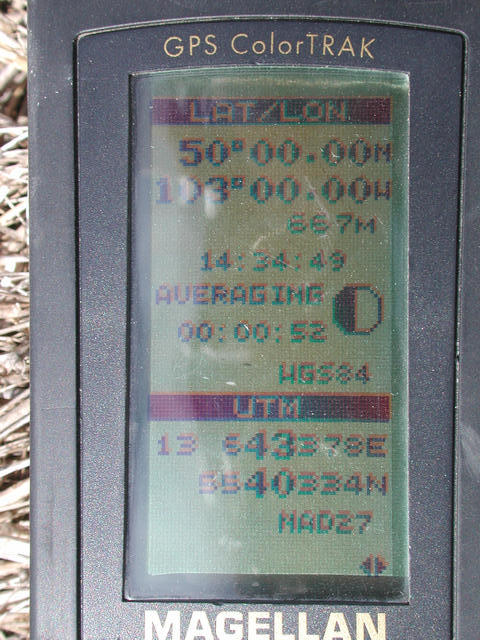 GPS ColorTRAK
LAT/LON
50°00.00N
103°00.00W
667M
14:34:49
AVERAGING
00:00:52
WGS84
UTM
13 643378E
5540334N
NAD27
MAGELLAN